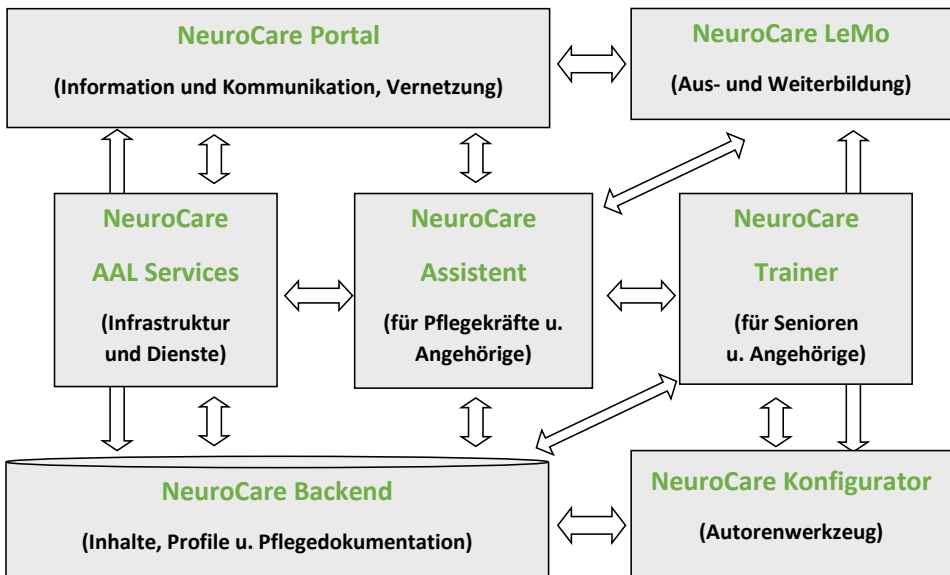 NeuroCare Portal
(Information und Kommunikation, Vernetzung)
NeuroCare LeMo
(Aus- und Weiterbildung)
NeuroCare
AAL Services
(Infrastruktur
und Dienste)
NeuroCare
Assistent
(für Pflegekräfte u.
Angehörige)
NeuroCare
Trainer
(für Senioren
u. Angehörige)
NeuroCare Backend
(Inhalte, Profile u. Pflegedokumentation)
NeuroCare Konfigurator
(Autorenwerkzeug)